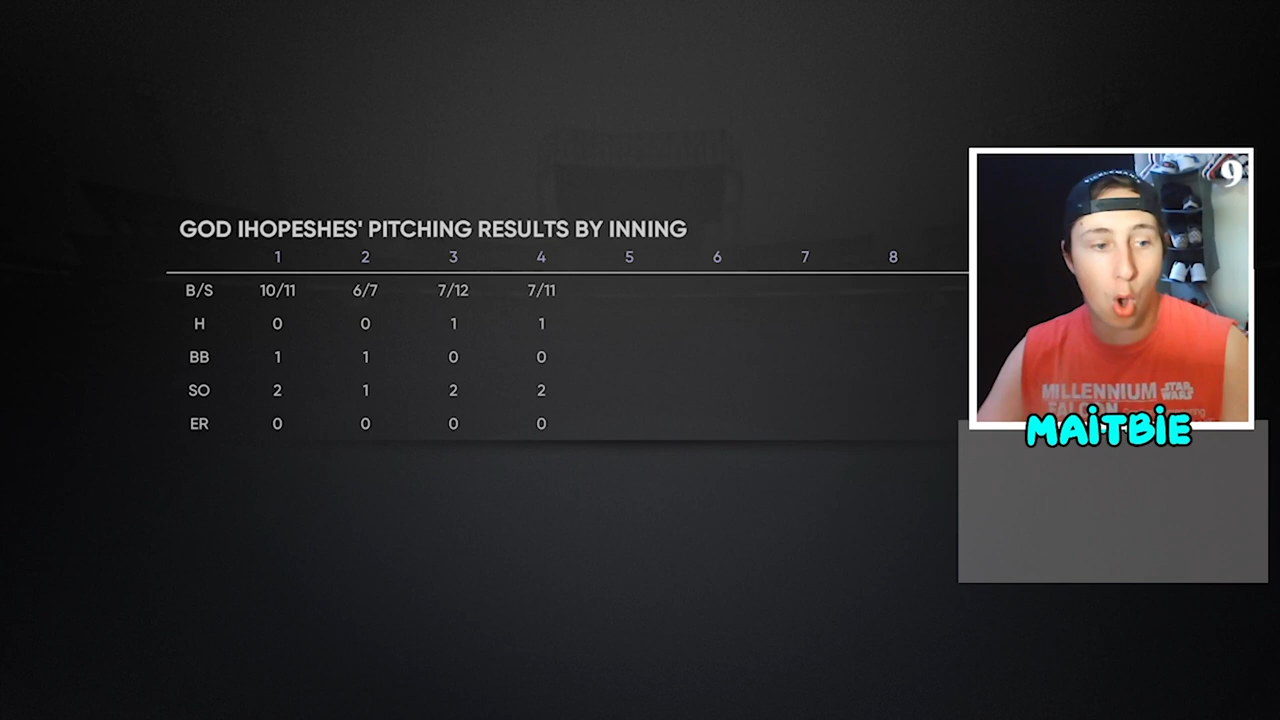 GOD IHOPESHES' PITCHING RESULTS BY INNING
1 2 3 4 5 6 7 8
B/S 10/11 6/7 7/12 7/11
H 0 0 1 1
BB 1 1 0 0
SO 2 1 2 2
ER 0 0 0 0
9
MILLENNIUM STAR WARS
FALCON
MAITBIE